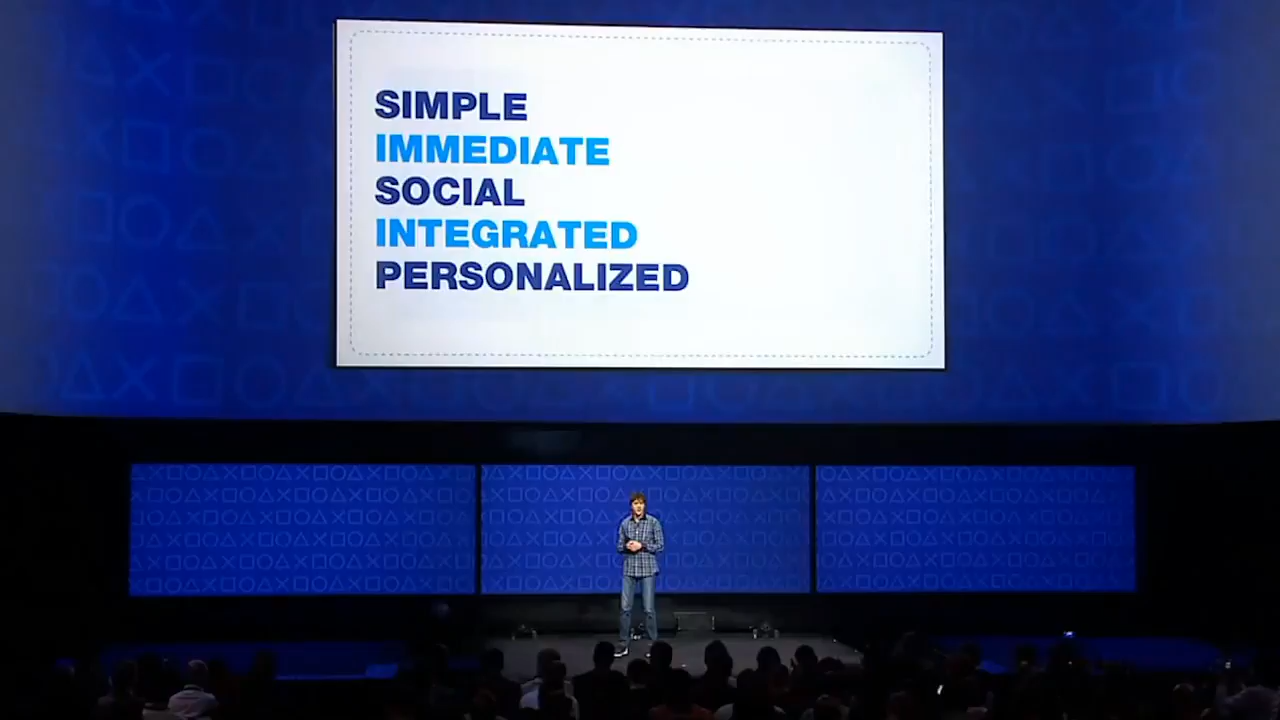 SIMPLE
IMMEDIATE
SOCIAL
INTEGRATED
PERSONALIZED